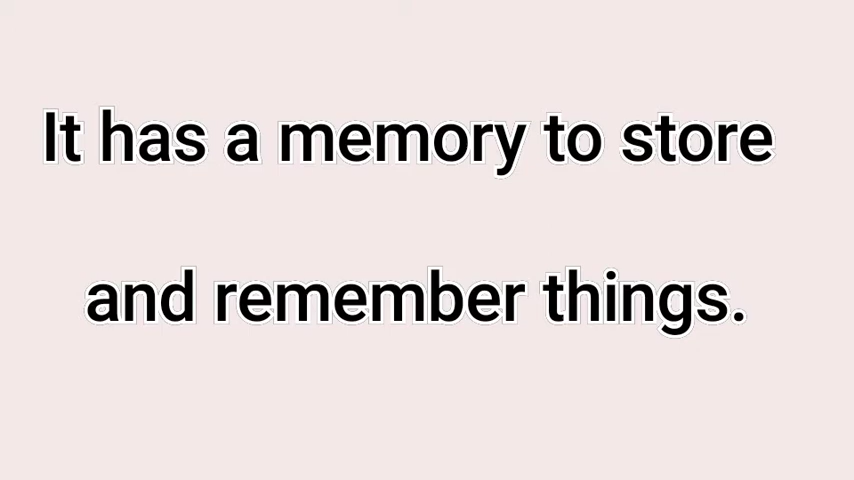 It has a memory to store
and remember things.